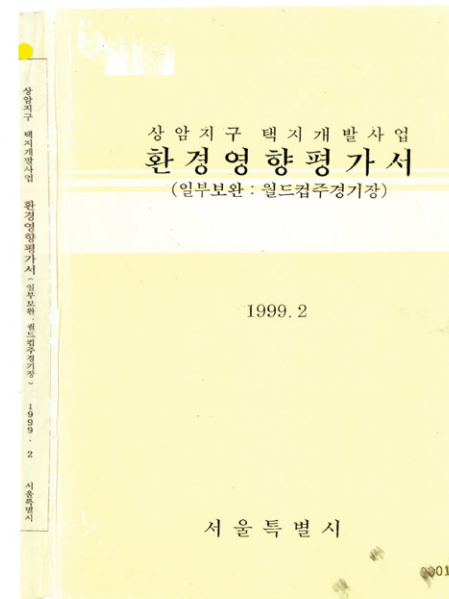 상암지구 택지개발사업
환경영향평가서
(일부보완 : 월드컵주경기장)
1999. 2
서울특별시
상암지구 택지개발사업 환경영향평가서 (일부보완 : 월드컵주경기장) 1999. 2 서울특별시